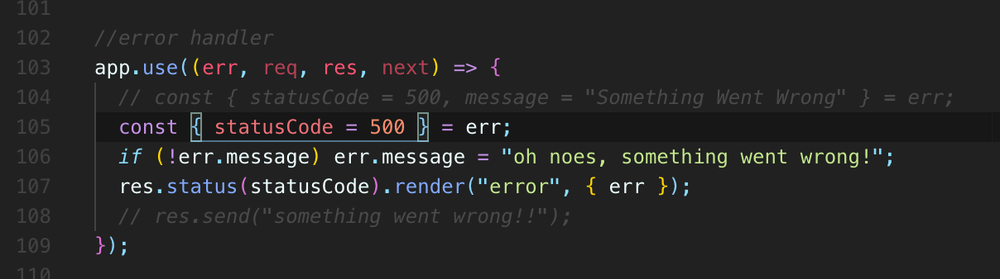 101
102 //error handler
103 app.use((err, req, res, next) => {
104 // const { statusCode = 500, message = "Something Went Wrong" } = err;
105 const { statusCode = 500 } = err;
106 if (!err.message) err.message = "oh noes, something went wrong!";
107 res.status(statusCode).render("error", { err });
108 // res.send("something went wrong!!");
109 });
110